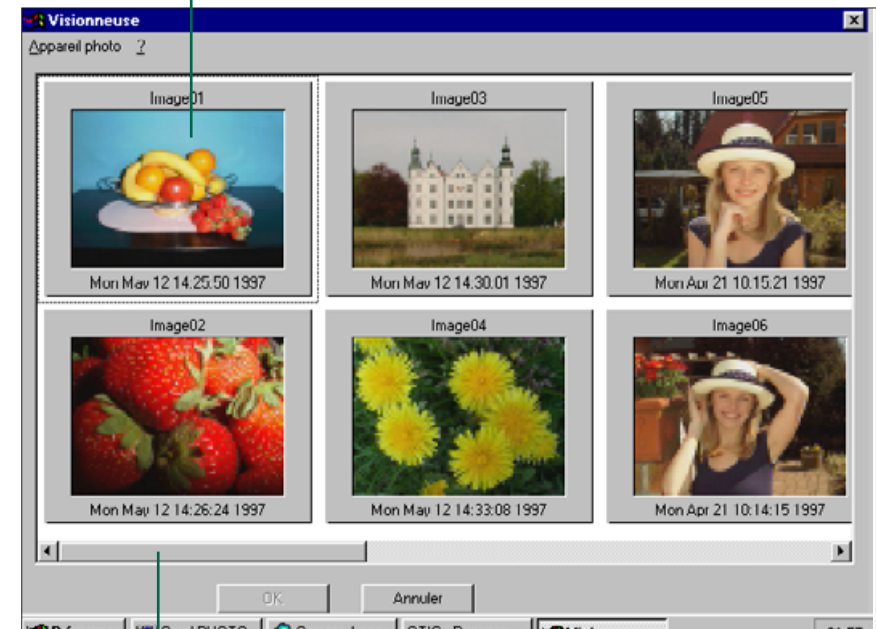 Visionneuse
Appareil photo ?
Image01 Image03 Image05
Mon May 12 14.25.50 1997 Mon May 12 14.30.01 1997 Mon Apr 21 10.15.21 1997
Image02 Image04 Image06
Mon May 12 14:26:24 1997 Mon May 12 14:33:08 1997 Mon Apr 21 10:14:15 1997
OK Annuler